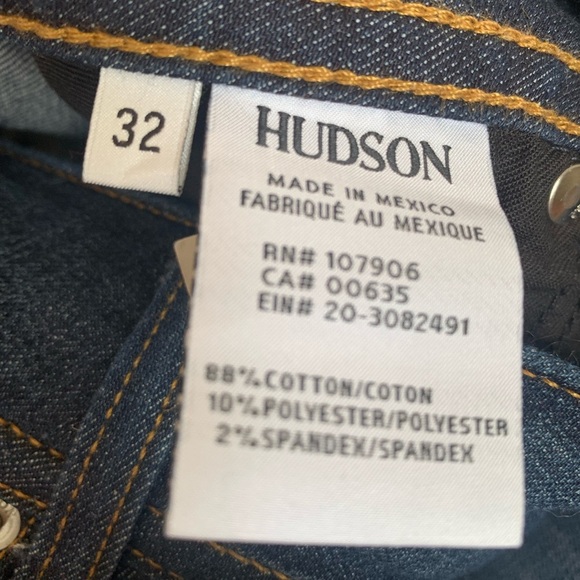 32
HUDSON
MADE IN MEXICO
FABRIQUÉ AU MEXIQUE
RN# 107906
CA# 00635
EIN# 20-3082491
88% COTTON/COTON
10% POLYESTER/POLYESTER
2% SPANDEX/SPANDEX